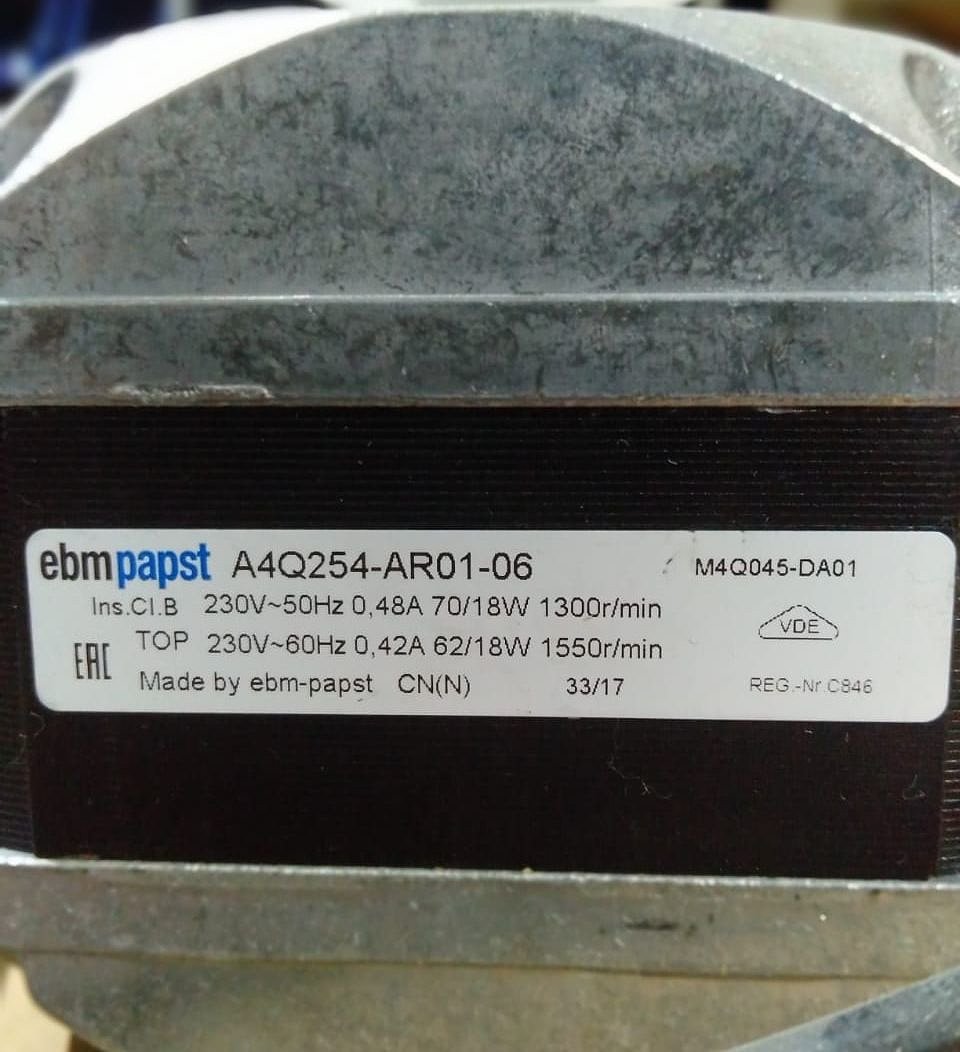 ebmpapst A4Q254-AR01-06 M4Q045-DA01
Ins.Cl.B 230V~50Hz 0,48A 70/18W 1300r/min
VDE
EAC TOP 230V~60Hz 0,42A 62/18W 1550r/min
Made by ebm-papst CN(N) 33/17 REG.-Nr.C846